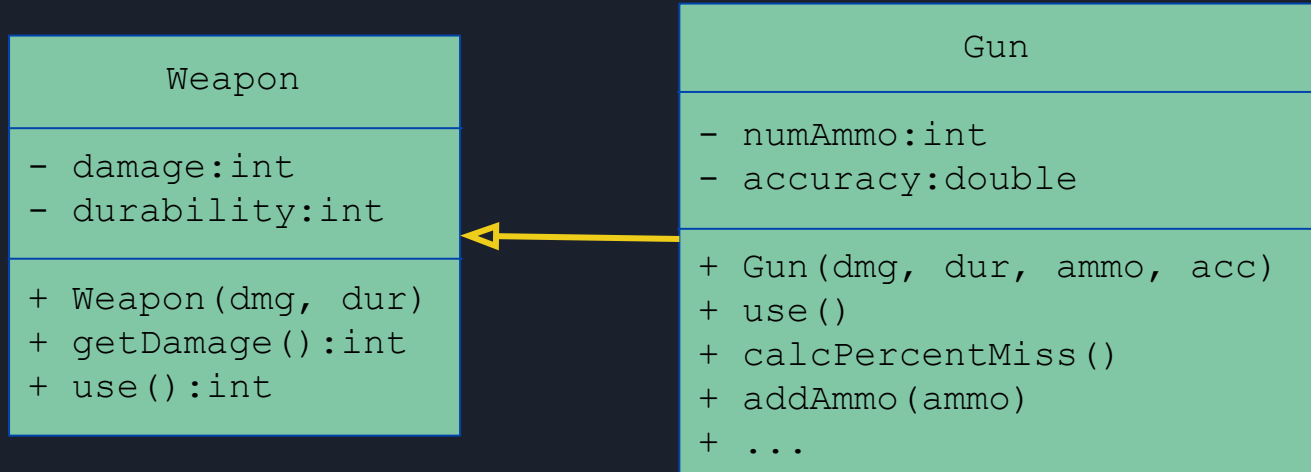 Weapon
- damage:int
- durability:int
+ Weapon(dmg, dur)
+ getDamage():int
+ use():int
Gun
- numAmmo:int
- accuracy:double
+ Gun(dmg, dur, ammo, acc)
+ use()
+ calcPercentMiss()
+ addAmmo(ammo)
+ ...